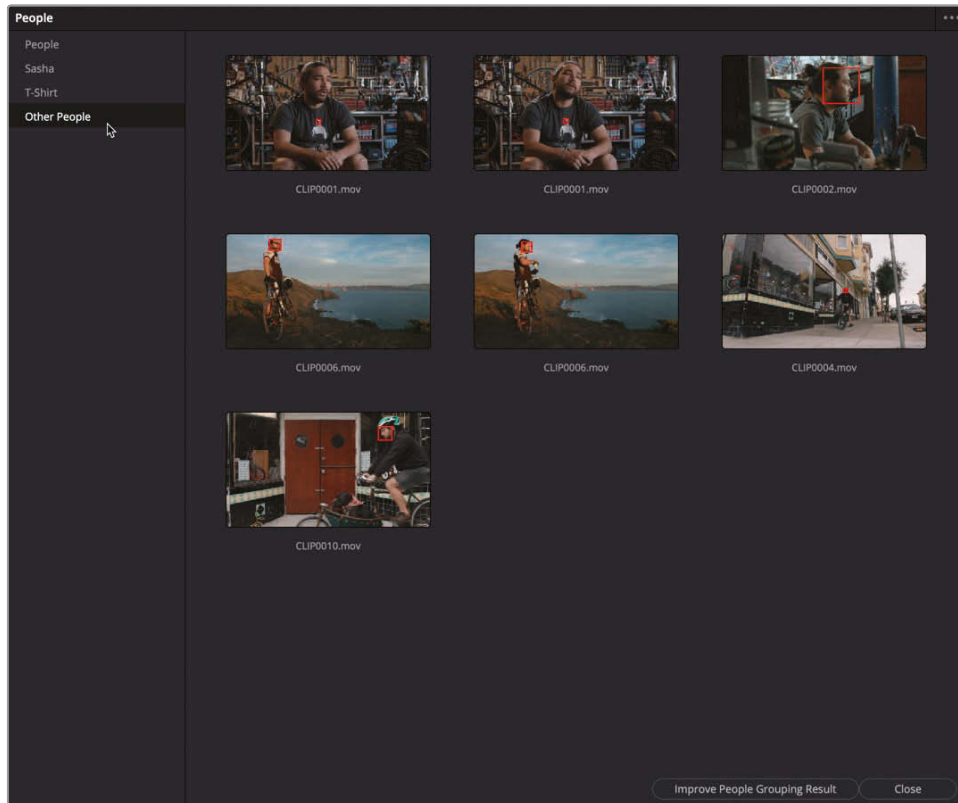 People
People
Sasha
T-Shirt
Other People
CLIP0001.mov
CLIP0001.mov
CLIP0002.mov
CLIP0006.mov
CLIP0006.mov
CLIP0004.mov
CLIP0010.mov
Improve People Grouping Result
Close